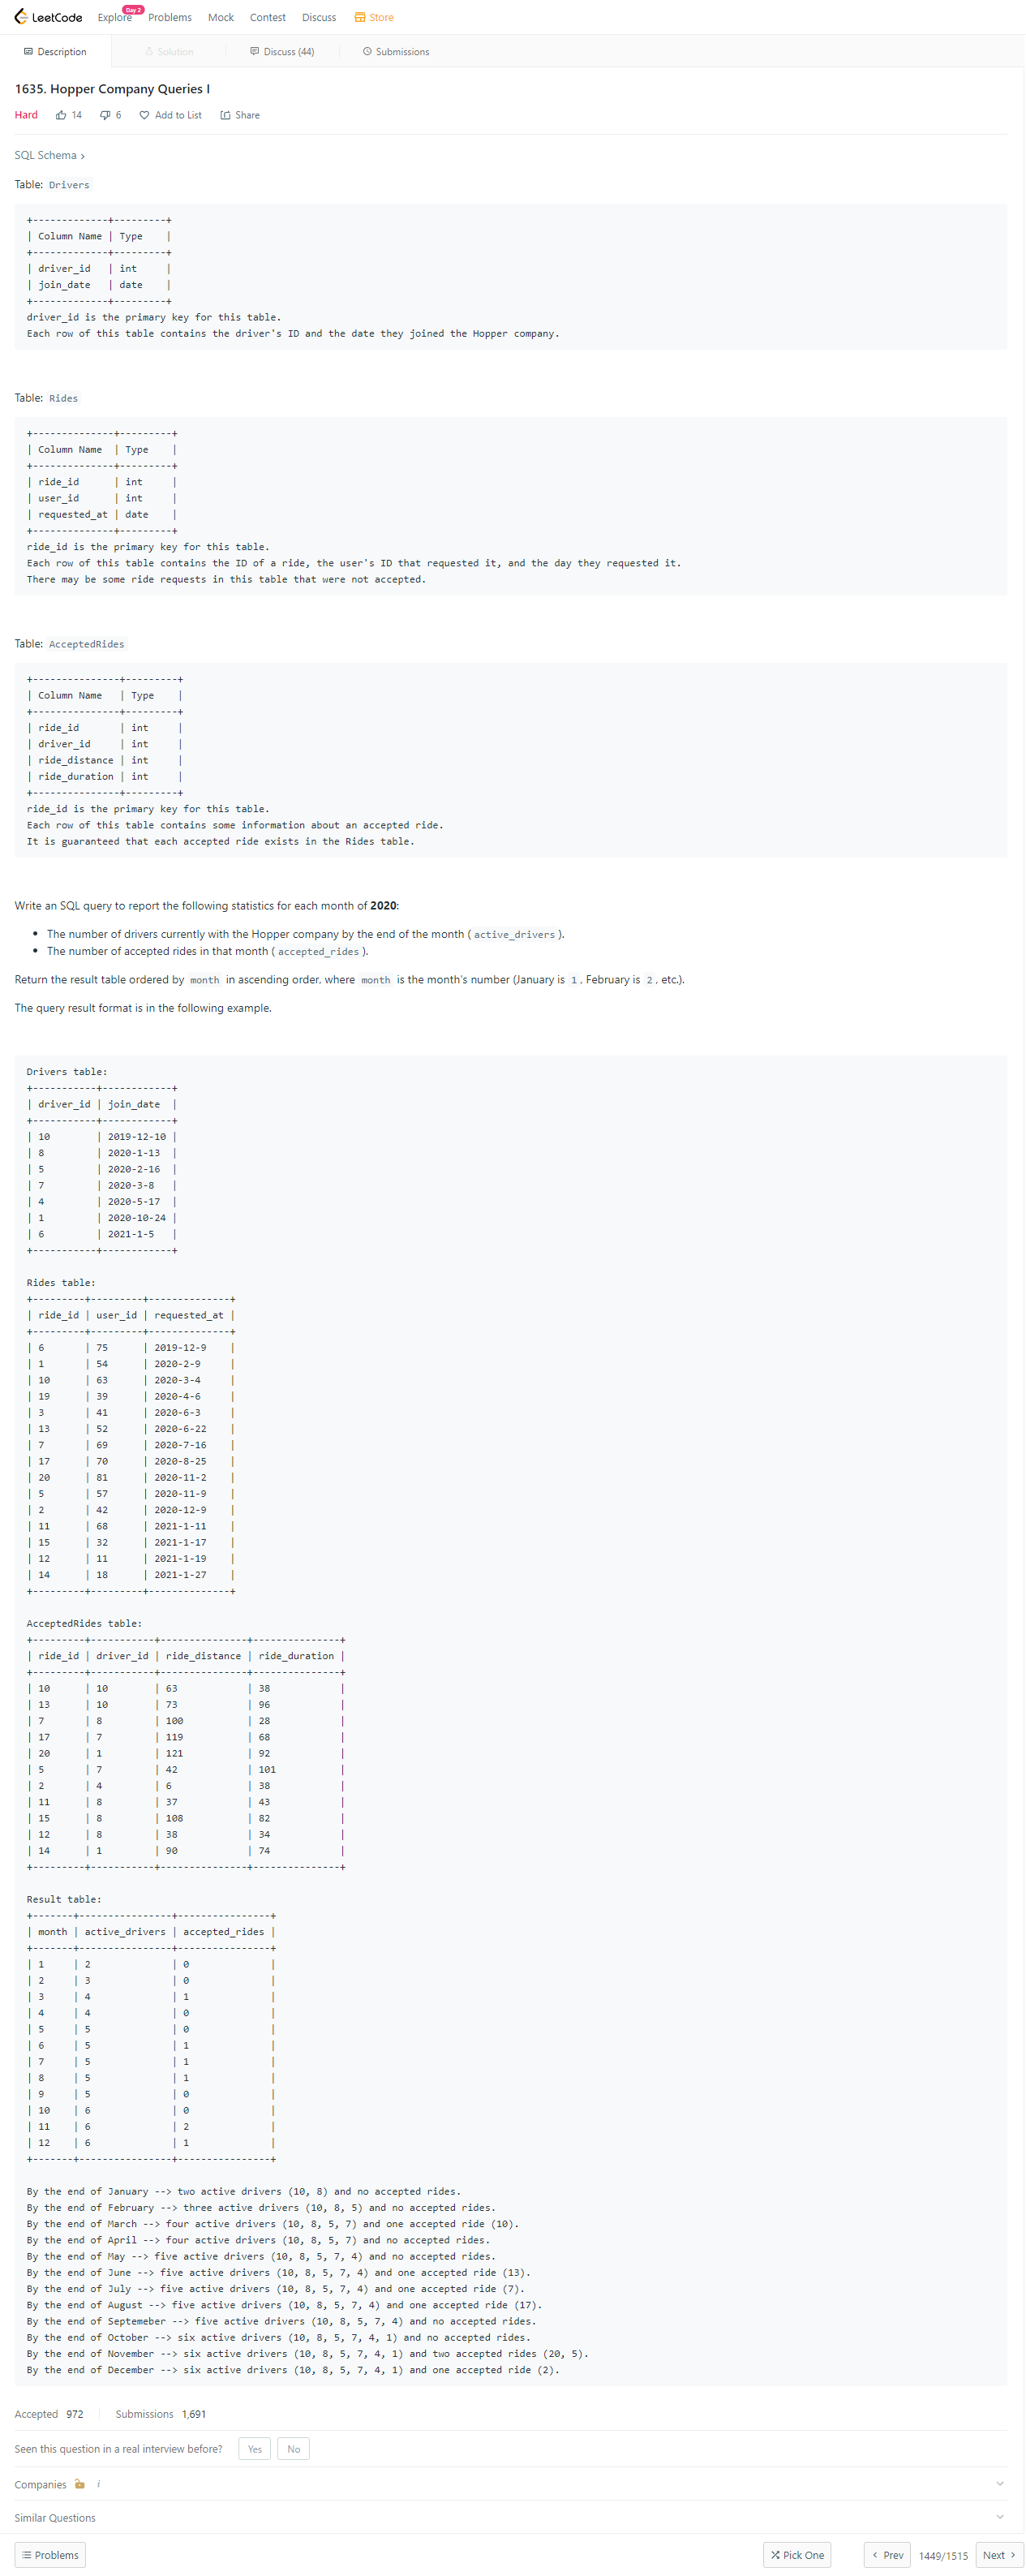 LeetCode
Explore Day 2 Problems Mock Contest Discuss Store
Description Solution Discuss (44) Submissions
1635. Hopper Company Queries I
Hard 14 6 Add to List Share
SQL Schema
Table: Drivers
+-------------+---------+
| Column Name | Type    |
+-------------+---------+
| driver_id   | int     |
| join_date   | date    |
+-------------+---------+
driver_id is the primary key for this table.
Each row of this table contains the driver's ID and the date they joined the Hopper company.
Table: Rides
+--------------+---------+
| Column Name  | Type    |
+--------------+---------+
| ride_id      | int     |
| user_id      | int     |
| requested_at | date    |
+--------------+---------+
ride_id is the primary key for this table.
Each row of this table contains the ID of a ride, the user's ID that requested it, and the day they requested it.
There may be some ride requests in this table that were not accepted.
Table: AcceptedRides
+---------------+---------+
| Column Name   | Type    |
+---------------+---------+
| ride_id       | int     |
| driver_id     | int     |
| ride_distance | int     |
| ride_duration | int     |
+---------------+---------+
ride_id is the primary key for this table.
Each row of this table contains some information about an accepted ride.
It is guaranteed that each accepted ride exists in the Rides table.
Write an SQL query to report the following statistics for each month of 2020:
• The number of drivers currently with the Hopper company by the end of the month (active_drivers).
• The number of accepted rides in that month (accepted_rides).
Return the result table ordered by month in ascending order, where month is the month's number (January is 1, February is 2, etc.).
The query result format is in the following example.
Drivers table:
+-----------+------------+
| driver_id | join_date  |
+-----------+------------+
| 10        | 2019-12-10 |
| 8         | 2020-1-13  |
| 5         | 2020-2-16  |
| 7         | 2020-3-8   |
| 4         | 2020-5-17  |
| 1         | 2020-10-24 |
| 6         | 2021-1-5   |
+-----------+------------+
Rides table:
+---------+---------+--------------+
| ride_id | user_id | requested_at |
+---------+---------+--------------+
| 6       | 75      | 2019-12-9    |
| 1       | 54      | 2020-2-9     |
| 10      | 63      | 2020-3-4     |
| 19      | 39      | 2020-4-6     |
| 3       | 41      | 2020-6-3     |
| 13      | 52      | 2020-6-22    |
| 7       | 69      | 2020-7-16    |
| 17      | 70      | 2020-8-25    |
| 20      | 81      | 2020-11-2    |
| 5       | 57      | 2020-11-9    |
| 2       | 42      | 2020-12-9    |
| 11      | 68      | 2021-1-11    |
| 15      | 32      | 2021-1-17    |
| 12      | 11      | 2021-1-19    |
| 14      | 18      | 2021-1-27    |
+---------+---------+--------------+
AcceptedRides table:
+---------+-----------+---------------+---------------+
| ride_id | driver_id | ride_distance | ride_duration |
+---------+-----------+---------------+---------------+
| 10      | 10        | 63            | 38            |
| 13      | 10        | 73            | 96            |
| 7       | 8         | 100           | 28            |
| 17      | 7         | 119           | 68            |
| 20      | 1         | 121           | 92            |
| 5       | 7         | 42            | 101           |
| 2       | 4         | 6             | 38            |
| 11      | 8         | 37            | 43            |
| 15      | 8         | 108           | 82            |
| 12      | 8         | 38            | 34            |
| 14      | 1         | 90            | 74            |
+---------+-----------+---------------+---------------+
Result table:
+-------+----------------+----------------+
| month | active_drivers | accepted_rides |
+-------+----------------+----------------+
| 1     | 2              | 0              |
| 2     | 3              | 0              |
| 3     | 4              | 1              |
| 4     | 4              | 0              |
| 5     | 5              | 0              |
| 6     | 5              | 1              |
| 7     | 5              | 1              |
| 8     | 5              | 1              |
| 9     | 5              | 0              |
| 10    | 6              | 0              |
| 11    | 6              | 2              |
| 12    | 6              | 1              |
+-------+----------------+----------------+
By the end of January --> two active drivers (10, 8) and no accepted rides.
By the end of February --> three active drivers (10, 8, 5) and no accepted rides.
By the end of March --> four active drivers (10, 8, 5, 7) and one accepted ride (10).
By the end of April --> four active drivers (10, 8, 5, 7) and no accepted rides.
By the end of May --> five active drivers (10, 8, 5, 7, 4) and no accepted rides.
By the end of June --> five active drivers (10, 8, 5, 7, 4) and one accepted ride (13).
By the end of July --> five active drivers (10, 8, 5, 7, 4) and one accepted ride (7).
By the end of August --> five active drivers (10, 8, 5, 7, 4) and one accepted ride (17).
By the end of Septemeber --> five active drivers (10, 8, 5, 7, 4) and no accepted rides.
By the end of October --> six active drivers (10, 8, 5, 7, 4, 1) and no accepted rides.
By the end of November --> six active drivers (10, 8, 5, 7, 4, 1) and two accepted rides (20, 5).
By the end of December --> six active drivers (10, 8, 5, 7, 4, 1) and one accepted ride (2).
Accepted 972 Submissions 1,691
Seen this question in a real interview before? Yes No
Companies i
Similar Questions
Problems Pick One Prev 1449/1515 Next